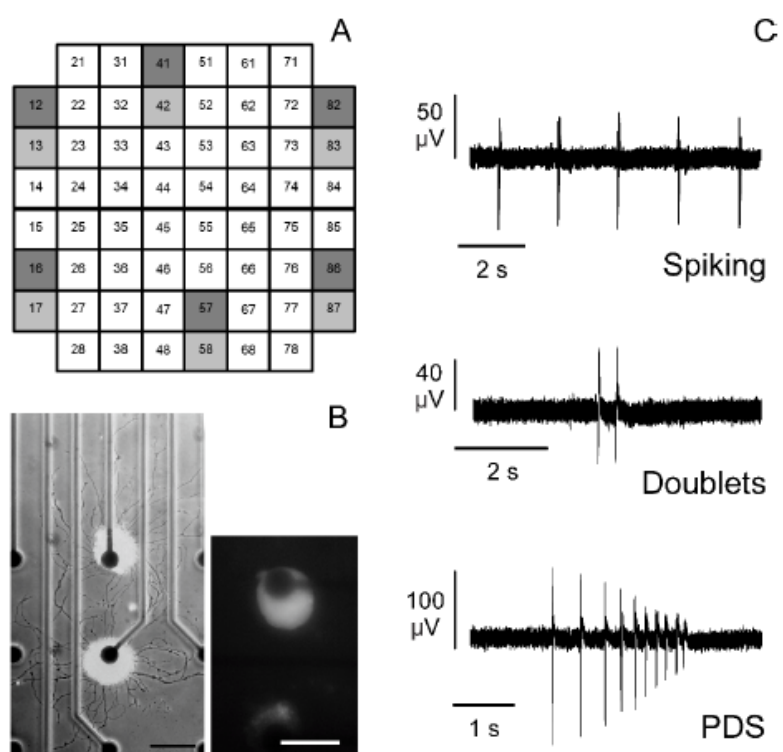 A
21 31 41 51 61 71
12 22 32 42 52 62 72 82
13 23 33 43 53 63 73 83
14 24 34 44 54 64 74 84
15 25 35 45 55 65 75 85
16 26 36 46 56 66 76 86
17 27 37 47 57 67 77 87
28 38 48 58 68 78
B
C
50
µV
2 s
Spiking
40
µV
2 s
Doublets
100
µV
1 s
PDS